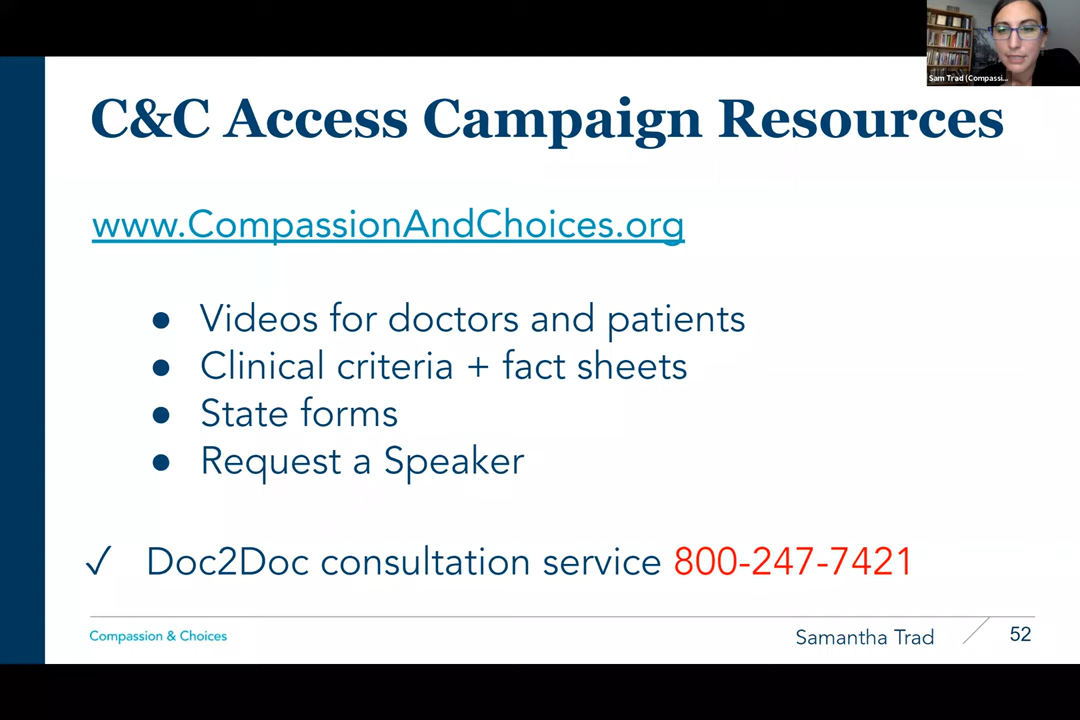 Sam Trad (Compassi...
C&C Access Campaign Resources
www.CompassionAndChoices.org
● Videos for doctors and patients
● Clinical criteria + fact sheets
● State forms
● Request a Speaker
✓ Doc2Doc consultation service 800-247-7421
Compassion & Choices
Samantha Trad
52